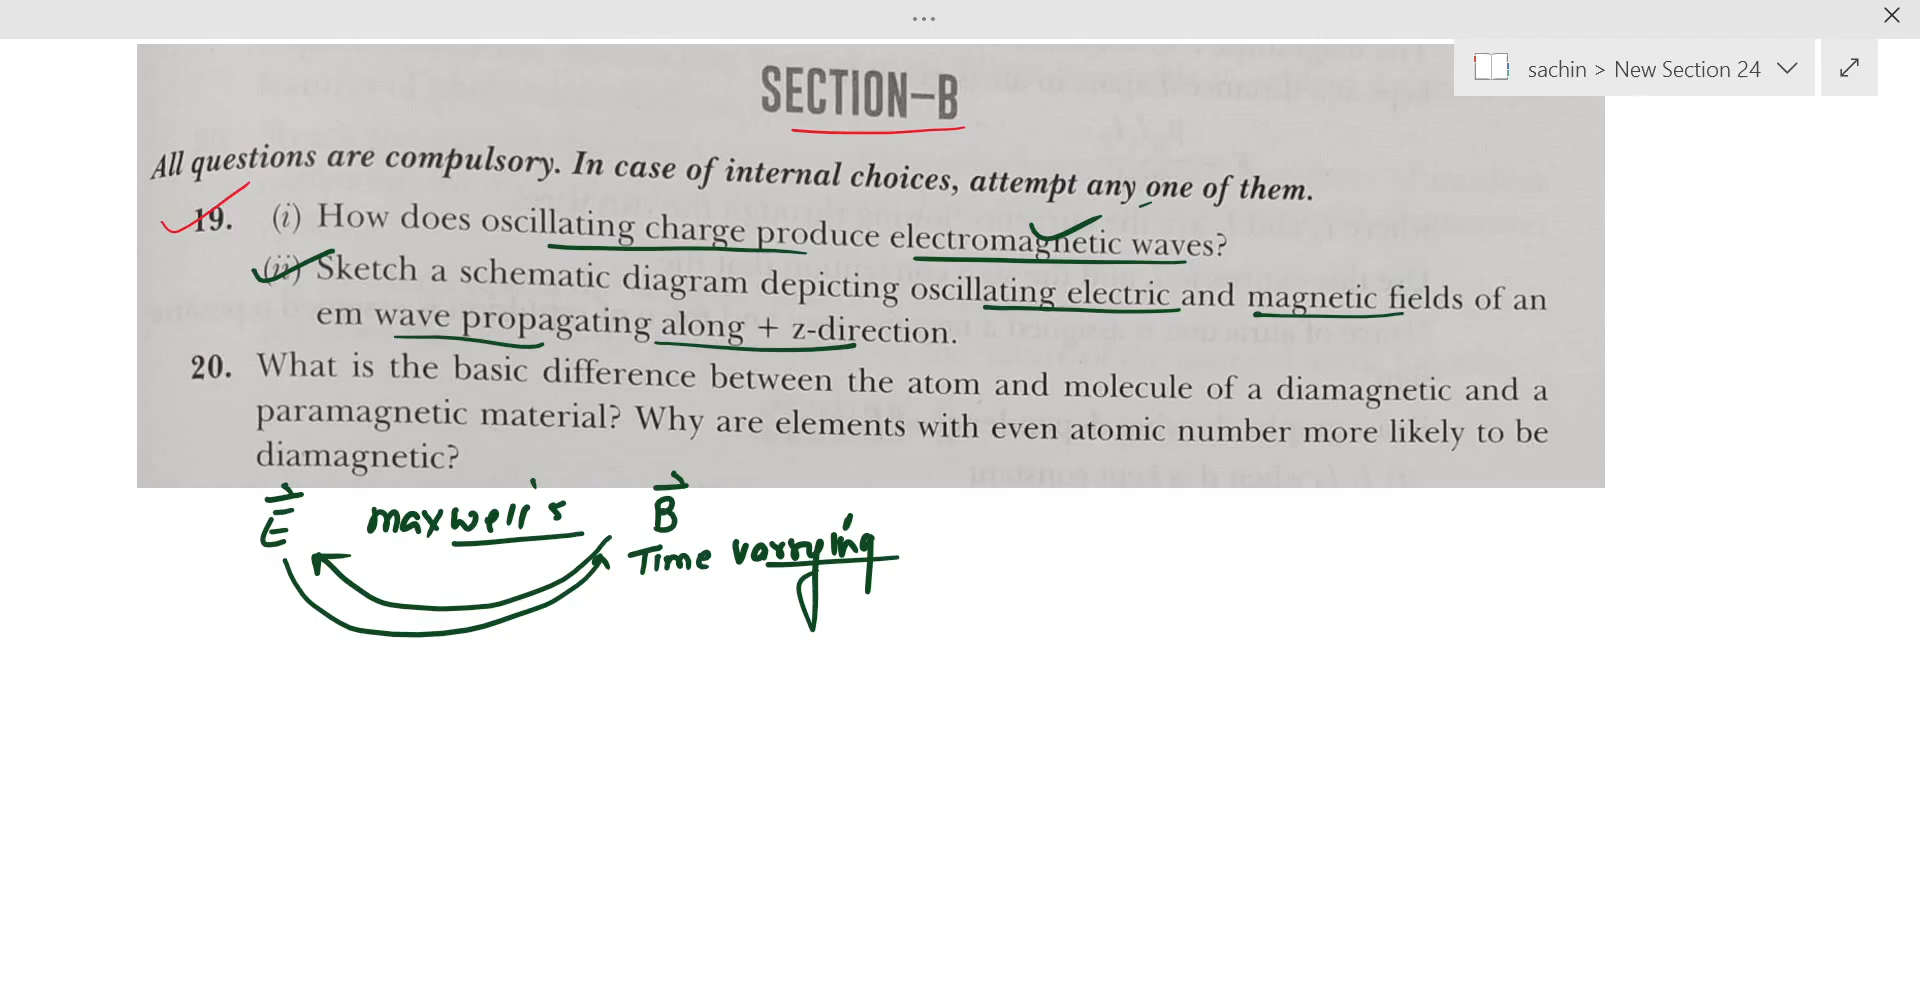 sachin > New Section 24
SECTION-B
All questions are compulsory. In case of internal choices, attempt any one of them.
19. (i) How does oscillating charge produce electromagnetic waves?
(ii) Sketch a schematic diagram depicting oscillating electric and magnetic fields of an
em wave propagating along + z-direction.
20. What is the basic difference between the atom and molecule of a diamagnetic and a
paramagnetic material? Why are elements with even atomic number more likely to be
diamagnetic?
E maxwell's B
Time varrying